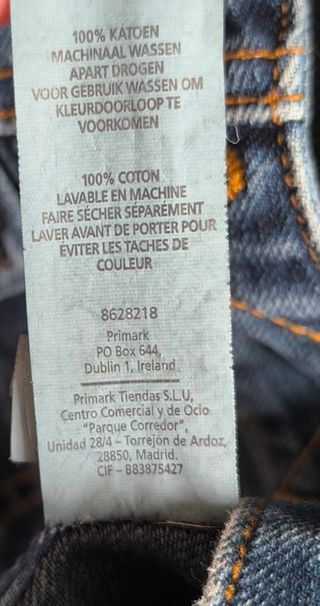 100% KATOEN
MACHINAAL WASSEN
APART DROGEN
VOOR GEBRUIK WASSEN OM
KLEURDOORLOOP TE
VOORKOMEN
100% COTON
LAVABLE EN MACHINE
FAIRE SÉCHER SÉPARÉMENT
LAVER AVANT DE PORTER POUR
ÉVITER LES TACHES DE
COULEUR
8628218
Primark
PO Box 644,
Dublin 1, Ireland
Primark Tiendas S.L.U,
Centro Comercial y de Ocio
"Parque Corredor",
Unidad 28/4 – Torrejón de Ardoz,
28850, Madrid.
CIF – B83875427